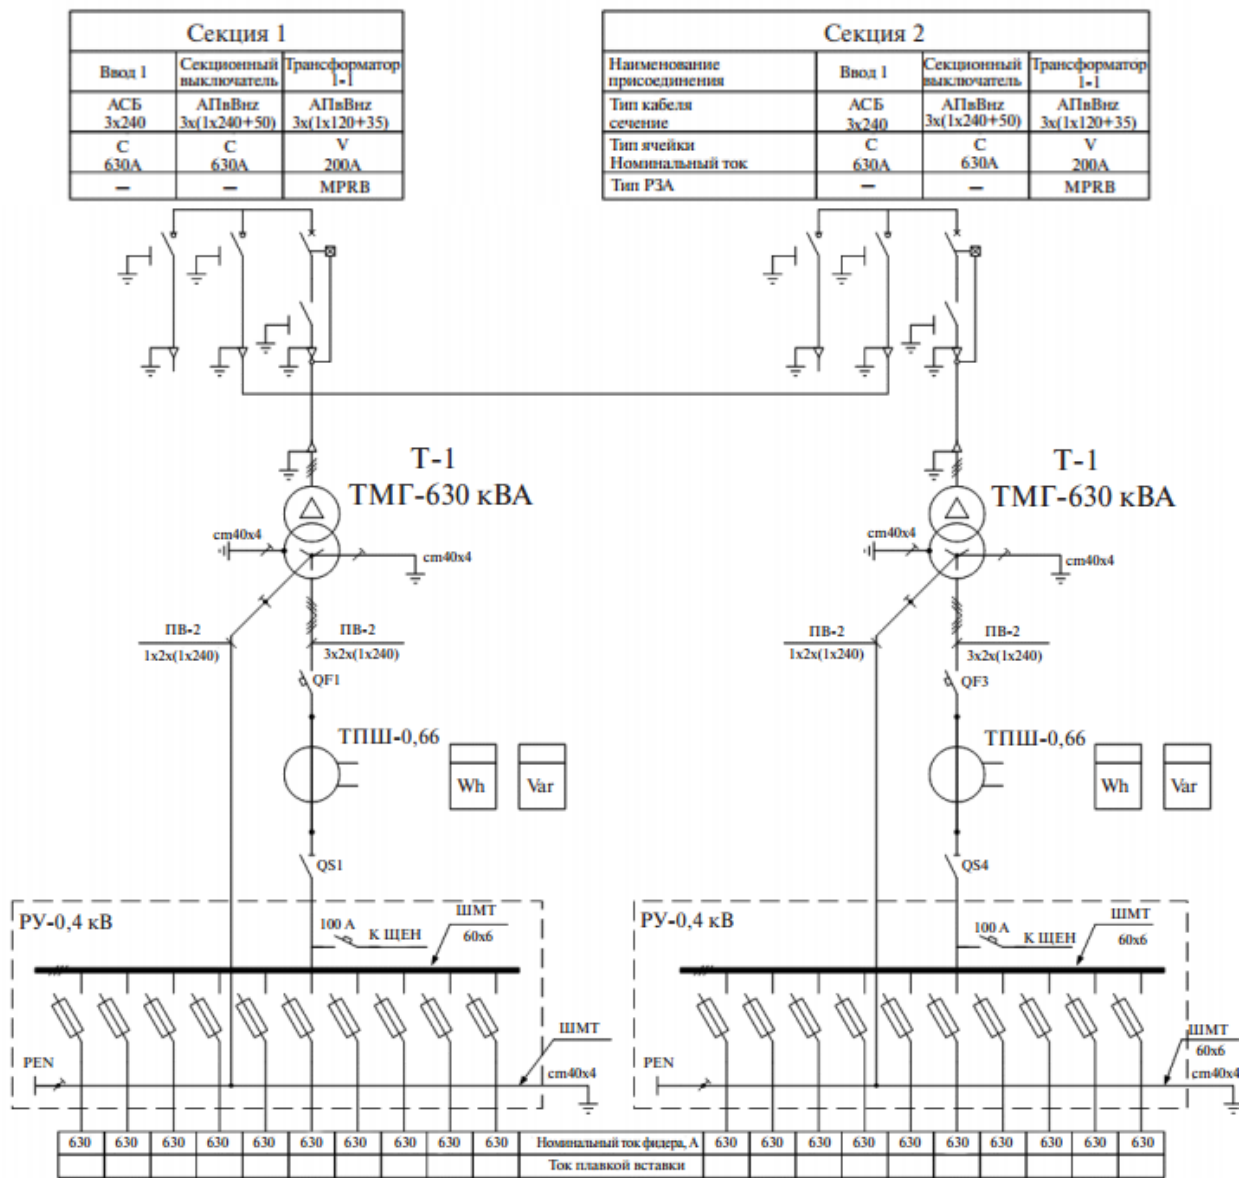 Секция 1
Ввод 1
Секционный
выключатель
Трансформатор
1-1
АСБ
3х240
АПвВнz
3х(1х240+50)
АПвВнz
3х(1х120+35)
С
630А
С
630А
V
200А
—
—
MPRB
Секция 2
Наименование
присоединения
Ввод 1
Секционный
выключатель
Трансформатор
1-1
Тип кабеля
сечение
АСБ
3х240
АПвВнz
3х(1х240+50)
АПвВнz
3х(1х120+35)
Тип ячейки
Номинальный ток
С
630А
С
630А
V
200А
Тип РЗА
—
—
MPRB
Т-1
ТМГ-630 кВА
Т-1
ТМГ-630 кВА
cm40x4
cm40x4
cm40x4
cm40x4
ПВ-2
1х2х(1х240)
ПВ-2
3х2х(1х240)
ПВ-2
1х2х(1х240)
ПВ-2
3х2х(1х240)
QF1
QF3
ТПШ-0,66
Wh
Var
ТПШ-0,66
Wh
Var
QS1
QS4
РУ-0,4 кВ
100 А
К ЩЕН
ШМТ
60х6
РУ-0,4 кВ
100 А
К ЩЕН
ШМТ
60х6
PEN
ШМТ
cm40x4
PEN
ШМТ
60х6
cm40x4
630 630 630 630 630 630 630 630 630 630 Номинальный ток фидера, А 630 630 630 630 630 630 630 630 630 630
Ток плавкой вставки